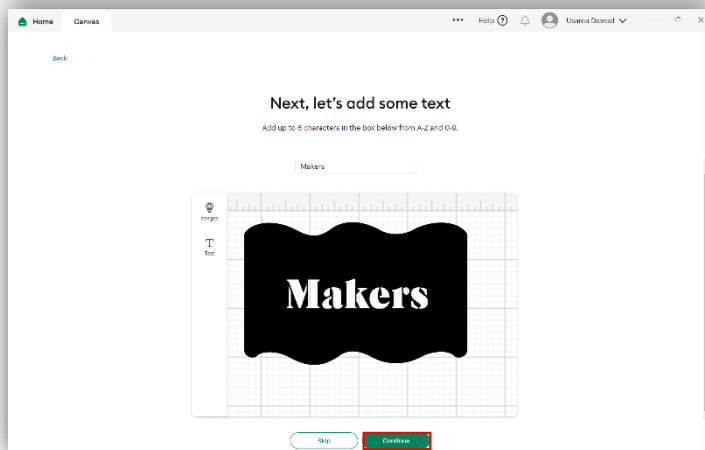 Home Canvas ••• Help ? Usama Dawod
Back
Next, let's add some text
Add up to 8 characters in the box below from A-Z and 0-9.
Makers
Images
T
Text
Makers
Skip Continue